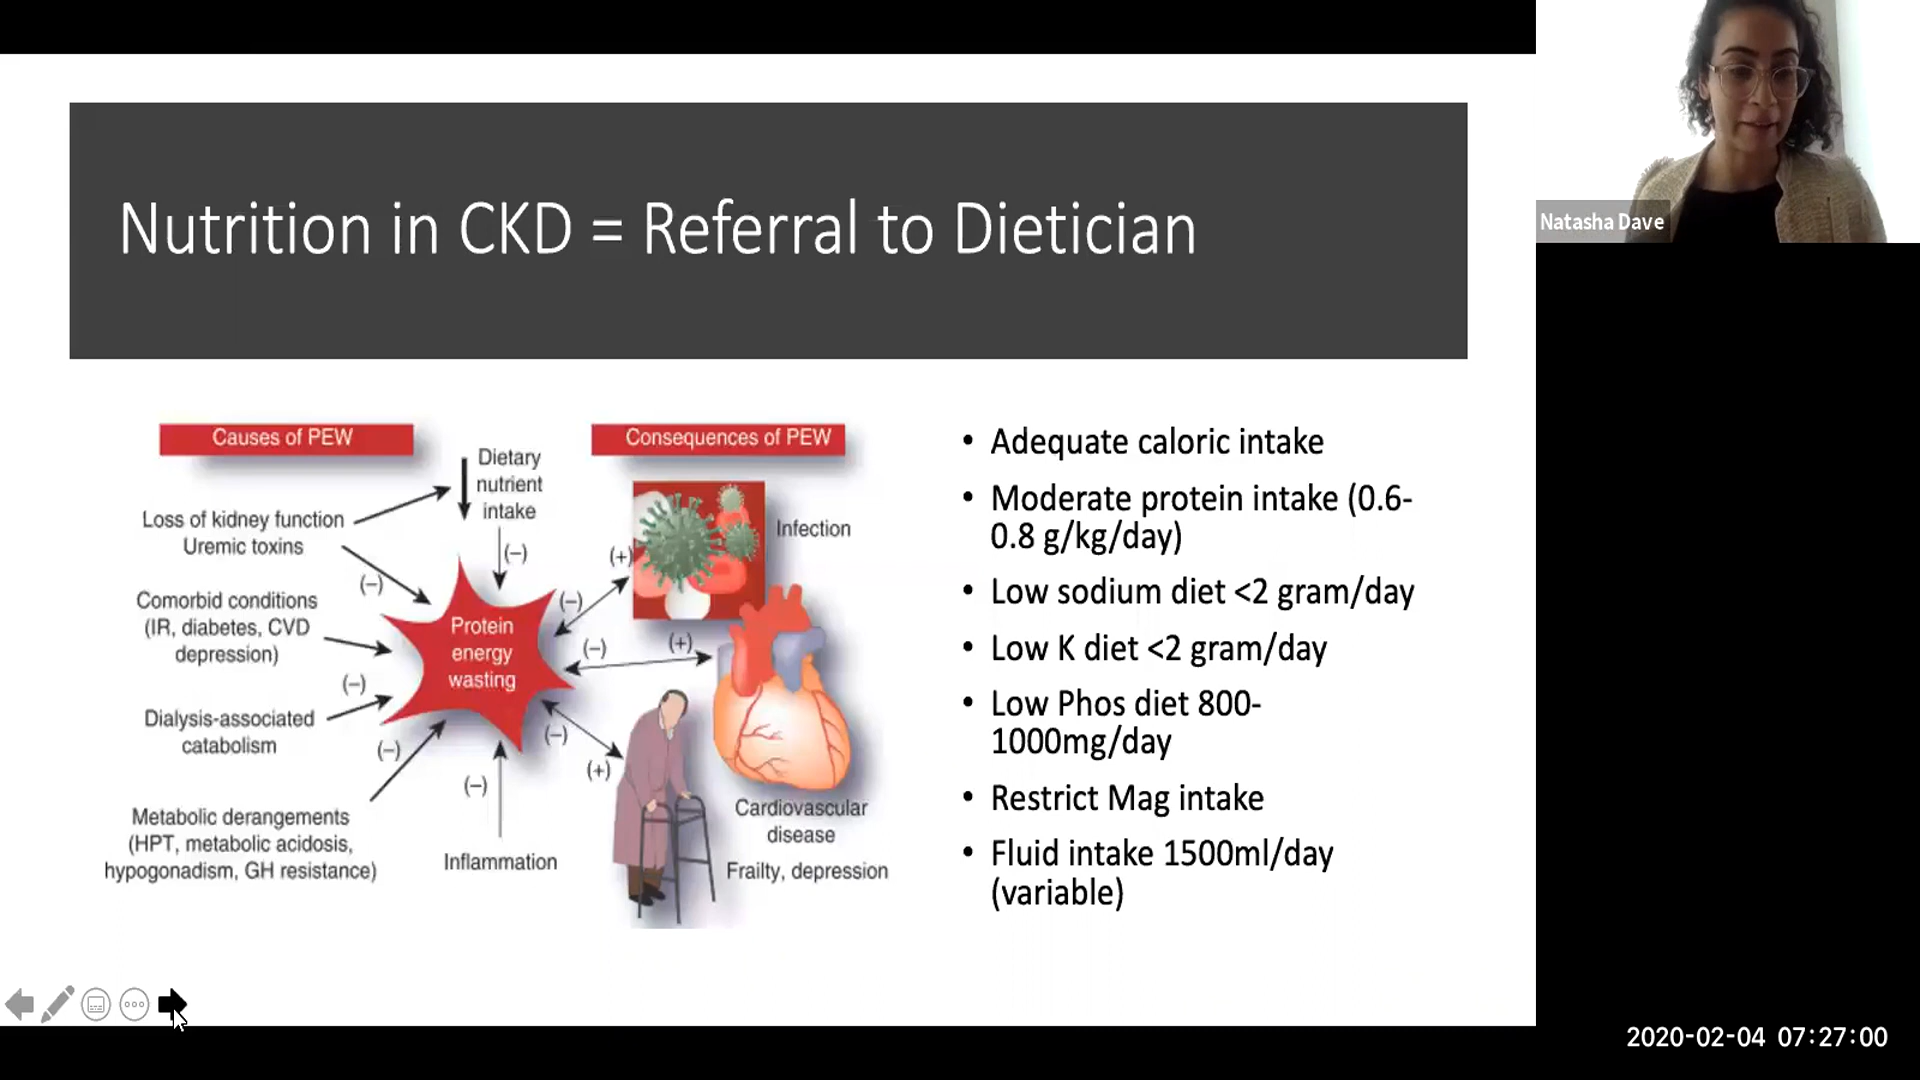 Natasha Dave
Nutrition in CKD = Referral to Dietician
Causes of PEW
Consequences of PEW
Dietary
nutrient
intake
Loss of kidney function
Uremic toxins
Infection
(–)
(+)
(–)
(–)
Comorbid conditions
(IR, diabetes, CVD
depression)
Protein
energy
wasting
(–)
(+)
(–)
Dialysis-associated
catabolism
(–)
(–)
(+)
(–)
Metabolic derangements
(HPT, metabolic acidosis,
hypogonadism, GH resistance)
Inflammation
Cardiovascular
disease
Frailty, depression
• Adequate caloric intake
• Moderate protein intake (0.6-
0.8 g/kg/day)
• Low sodium diet <2 gram/day
• Low K diet <2 gram/day
• Low Phos diet 800-
1000mg/day
• Restrict Mag intake
• Fluid intake 1500ml/day
(variable)
2020-02-04 07:27:00